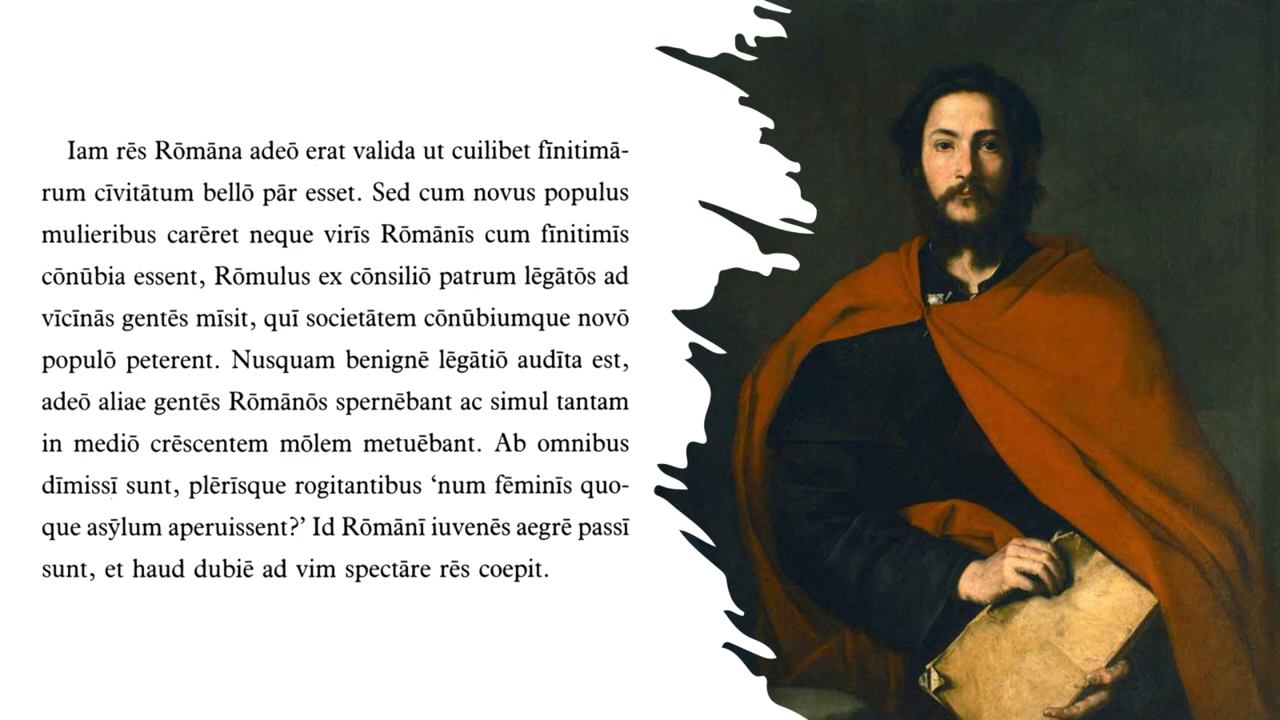 Iam rēs Rōmāna adeō erat valida ut cuilibet fīnitimā-
rum cīvitātum bellō pār esset. Sed cum novus populus
mulieribus carēret neque virīs Rōmānīs cum fīnitimīs
cōnūbia essent, Rōmulus ex cōnsiliō patrum lēgātōs ad
vīcīnās gentēs mīsit, quī societātem cōnūbiumque novō
populō peterent. Nusquam benignē lēgātiō audīta est,
adeō aliae gentēs Rōmānōs spernēbant ac simul tantam
in mediō crēscentem mōlem metuēbant. Ab omnibus
dīmissī sunt, plērīsque rogitantibus ‘num fēminīs quo-
que asȳlum aperuissent?’ Id Rōmānī iuvenēs aegrē passī
sunt, et haud dubiē ad vim spectāre rēs coepit.